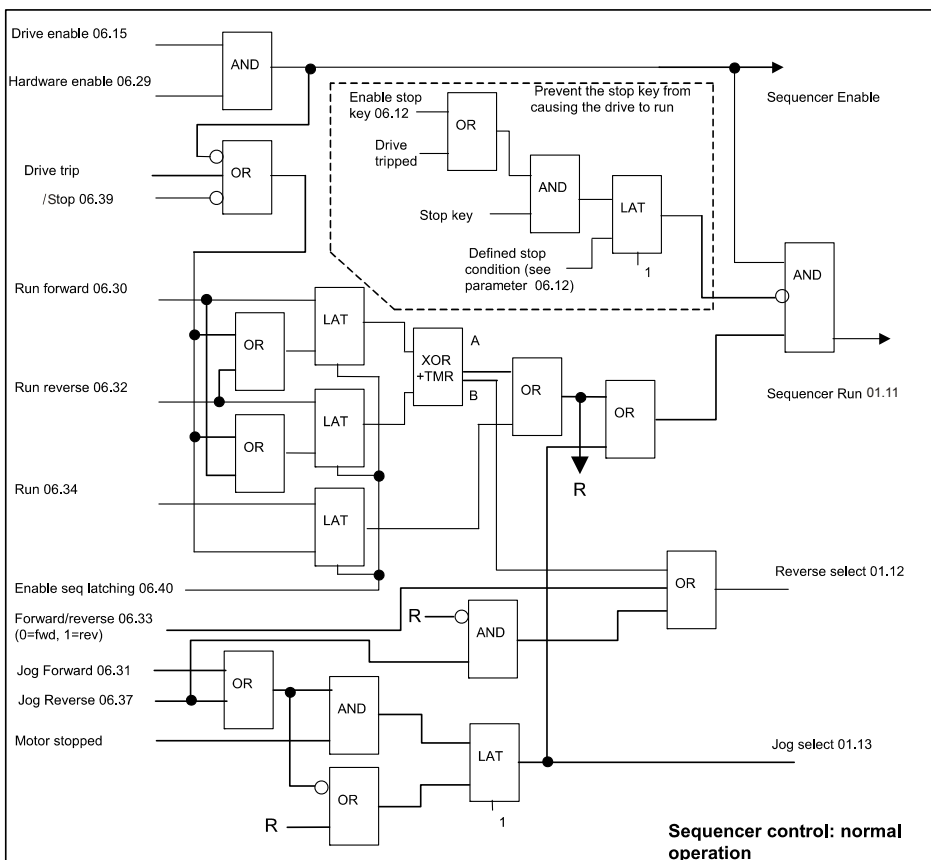 Drive enable 06.15
AND
Hardware enable 06.29
Sequencer Enable
Enable stop
key 06.12
Prevent the stop key from
causing the drive to run
OR
Drive
tripped
Drive trip
OR
/Stop 06.39
AND
LAT
Stop key
Defined stop
condition (see
parameter 06.12)
1
AND
Run forward 06.30
LAT
OR
XOR
+TMR
A
B
Run reverse 06.32
LAT
OR
OR
OR
Sequencer Run 01.11
R
Run 06.34
LAT
Enable seq latching 06.40
OR
Reverse select 01.12
Forward/reverse 06.33
(0=fwd, 1=rev)
R
AND
Jog Forward 06.31
OR
Jog Reverse 06.37
AND
Motor stopped
LAT
Jog select 01.13
OR
R
1
Sequencer control: normal
operation